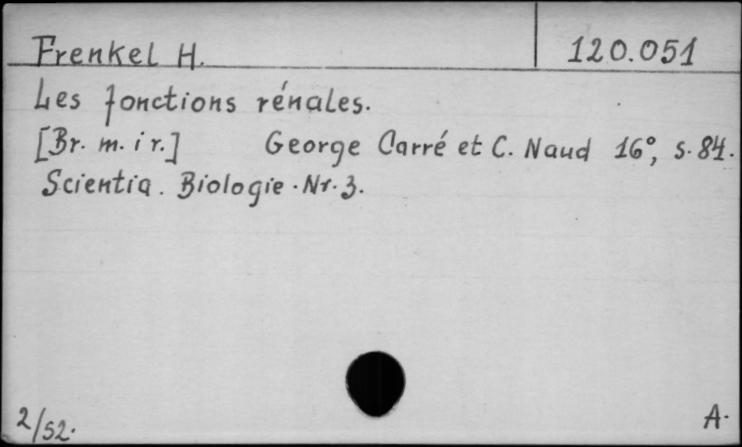 Frenkel H. 120.051
Les fonctions rénales.
[Br. m. i r.] George Carré et C. Naud 16°, s. 84.
Scientia. Biologie. Nr. 3.
2/52. A.